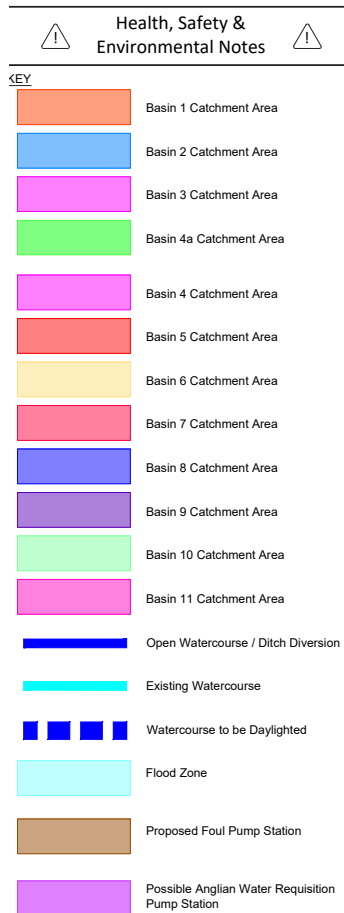 Health, Safety &
Environmental Notes
KEY
Basin 1 Catchment Area
Basin 2 Catchment Area
Basin 3 Catchment Area
Basin 4a Catchment Area
Basin 4 Catchment Area
Basin 5 Catchment Area
Basin 6 Catchment Area
Basin 7 Catchment Area
Basin 8 Catchment Area
Basin 9 Catchment Area
Basin 10 Catchment Area
Basin 11 Catchment Area
Open Watercourse / Ditch Diversion
Existing Watercourse
Watercourse to be Daylighted
Flood Zone
Proposed Foul Pump Station
Possible Anglian Water Requisition
Pump Station